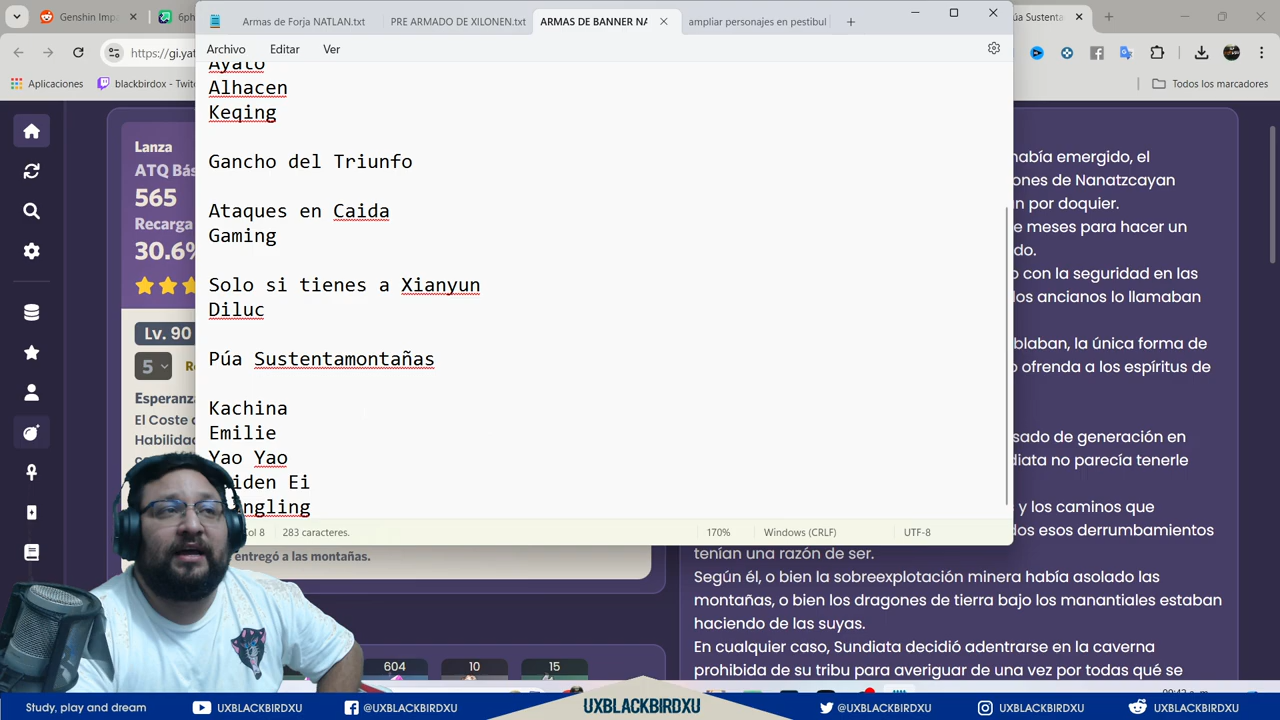 Genshin Impa
6ph
úa Sustenta
https://gi.yat
Aplicaciones
blackbirdox - Twitc
Todos los marcadores
Armas de Forja NATLAN.txt
PRE ARMADO DE XILONEN.txt
ARMAS DE BANNER NA
ampliar personajes en pestibul
Archivo
Editar
Ver
Ayato
Alhacen
Keqing
Gancho del Triunfo
Ataques en Caida
Gaming
Solo si tienes a Xianyun
Diluc
Púa Sustentamontañas
Kachina
Emilie
Yao Yao
iden Ei
ngling
Col 8
283 caracteres.
170%
Windows (CRLF)
UTF-8
Lanza
ATQ Bás
565
Recarga
30.6%
Lv. 90
5
Esperanz
El Coste d
Habilidad
entregó a las montañas.
604
10
15
había emergido, el
ones de Nanatzcayan
n por doquier.
e meses para hacer un
do.
o con la seguridad en las
los ancianos lo llamaban
blaban, la única forma de
o ofrenda a los espíritus de
sado de generación en
diata no parecía tenerle
y los caminos que
dos esos derrumbamientos
tenían una razón de ser.
Según él, o bien la sobreexplotación minera había asolado las
montañas, o bien los dragones de tierra bajo los manantiales estaban
haciendo de las suyas.
En cualquier caso, Sundiata decidió adentrarse en la caverna
prohibida de su tribu para averiguar de una vez por todas qué se
Study, play and dream
UXBLACKBIRDXU
@UXBLACKBIRDXU
UXBLACKBIRDXU
@UXBLACKBIRDXU
UXBLACKBIRDXU
UXBLACKBIRDXU